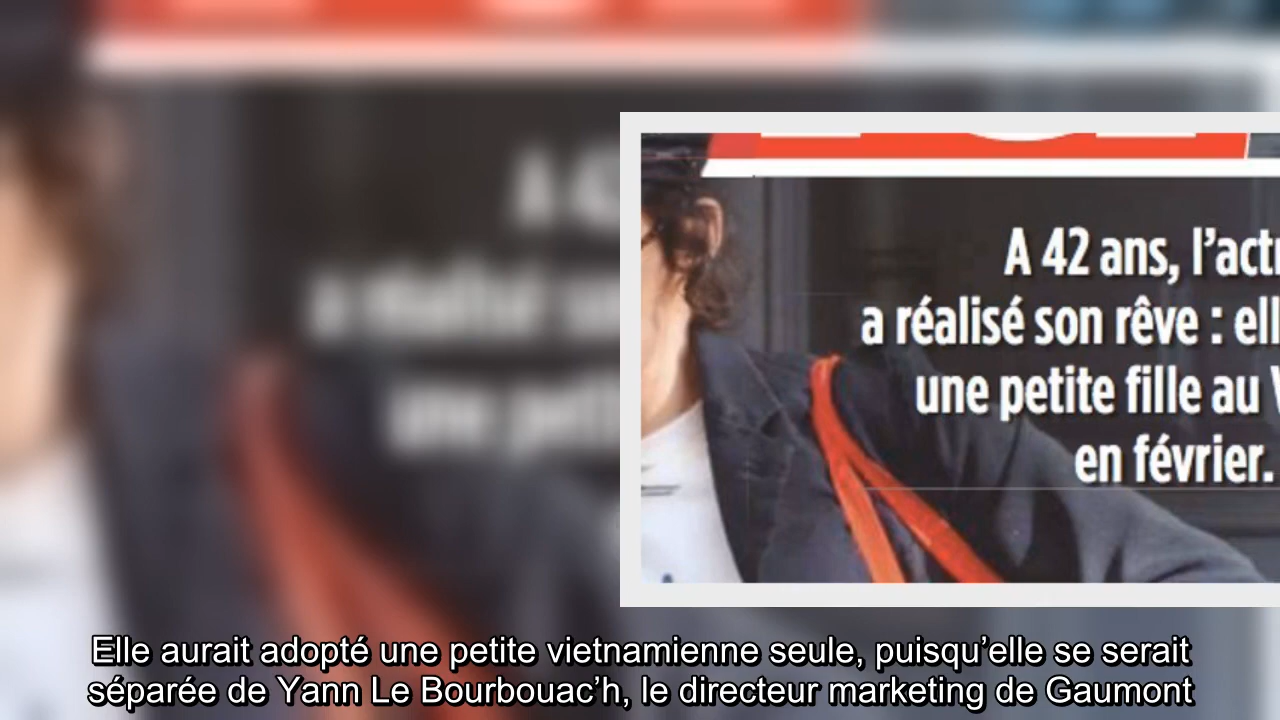 A 42 ans, l'act
a réalisé son rêve : ell
une petite fille au
en février.
Elle aurait adopté une petite vietnamienne seule, puisqu'elle se serait
séparée de Yann Le Bourbouac'h, le directeur marketing de Gaumont